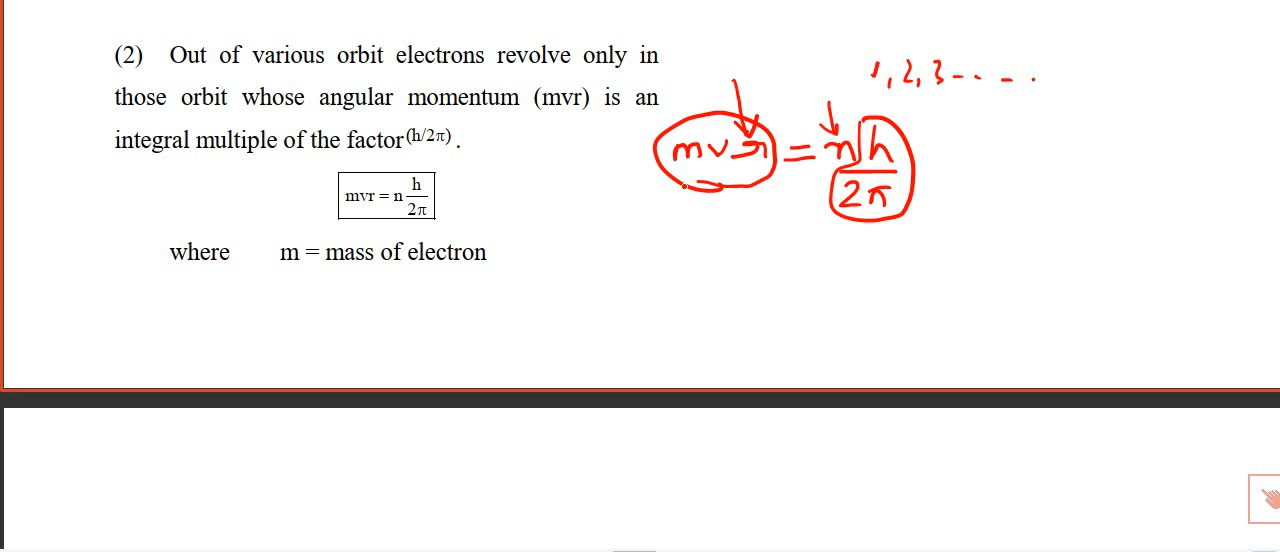 (2) Out of various orbit electrons revolve only in
those orbit whose angular momentum (mvr) is an
integral multiple of the factor (h/2π).
mvr = n h/2π
where m = mass of electron
1, 2, 3 - - - - .
mvr = n h/2π